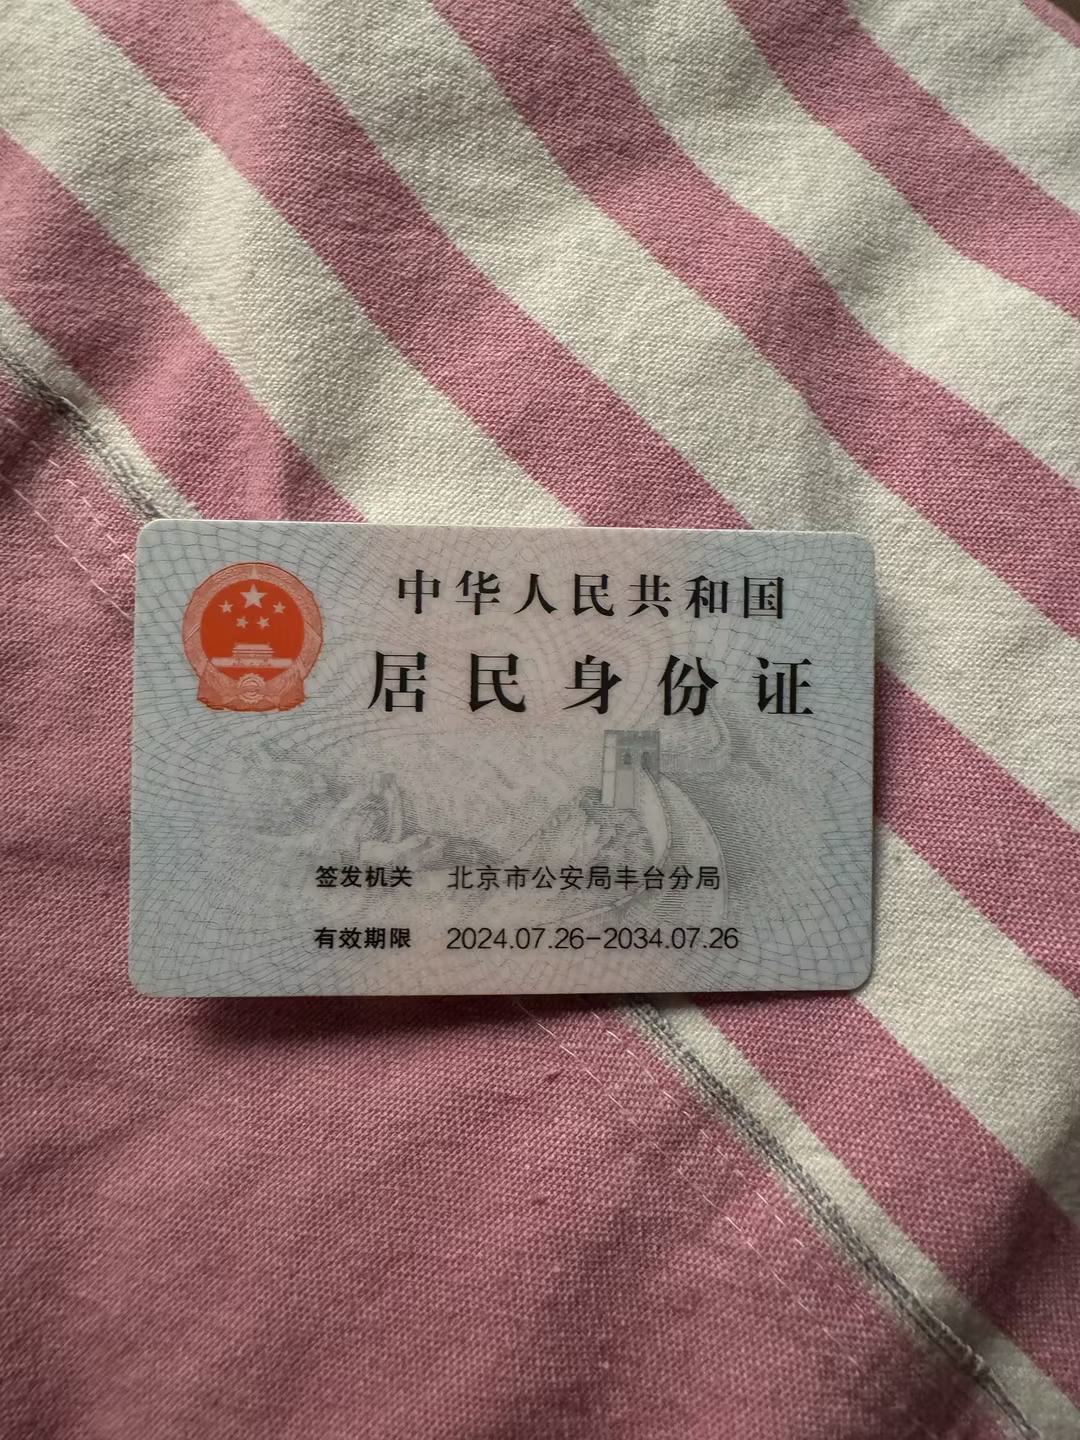 中华人民共和国
居民身份证
签发机关 北京市公安局丰台分局
有效期限 2024.07.26-2034.07.26